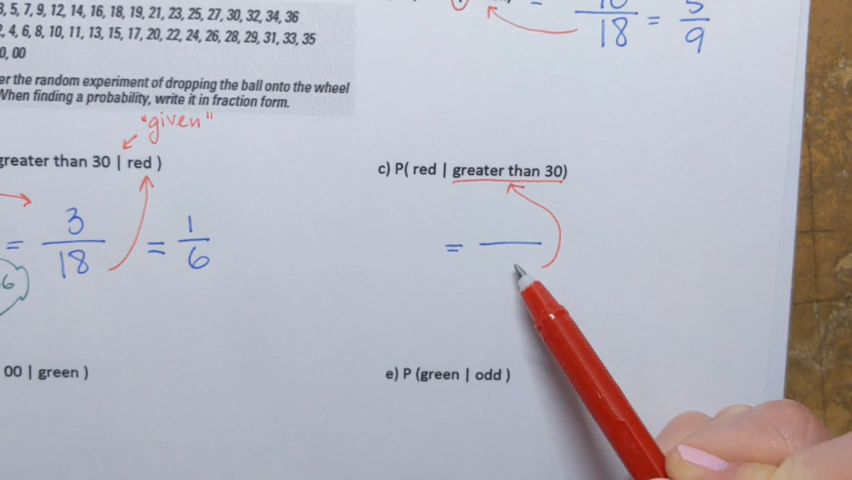 3, 5, 7, 9, 12, 14, 16, 18, 19, 21, 23, 25, 27, 30, 32, 34, 36
2, 4, 6, 8, 10, 11, 13, 15, 17, 20, 22, 24, 26, 28, 29, 31, 33, 35
0, 00
er the random experiment of dropping the ball onto the wheel
When finding a probability, write it in fraction form.
"given"
greater than 30 | red )
= 3/18 = 1/6
6
00 | green )
= 10/18 = 5/9
c) P( red | greater than 30)
=
e) P (green | odd )